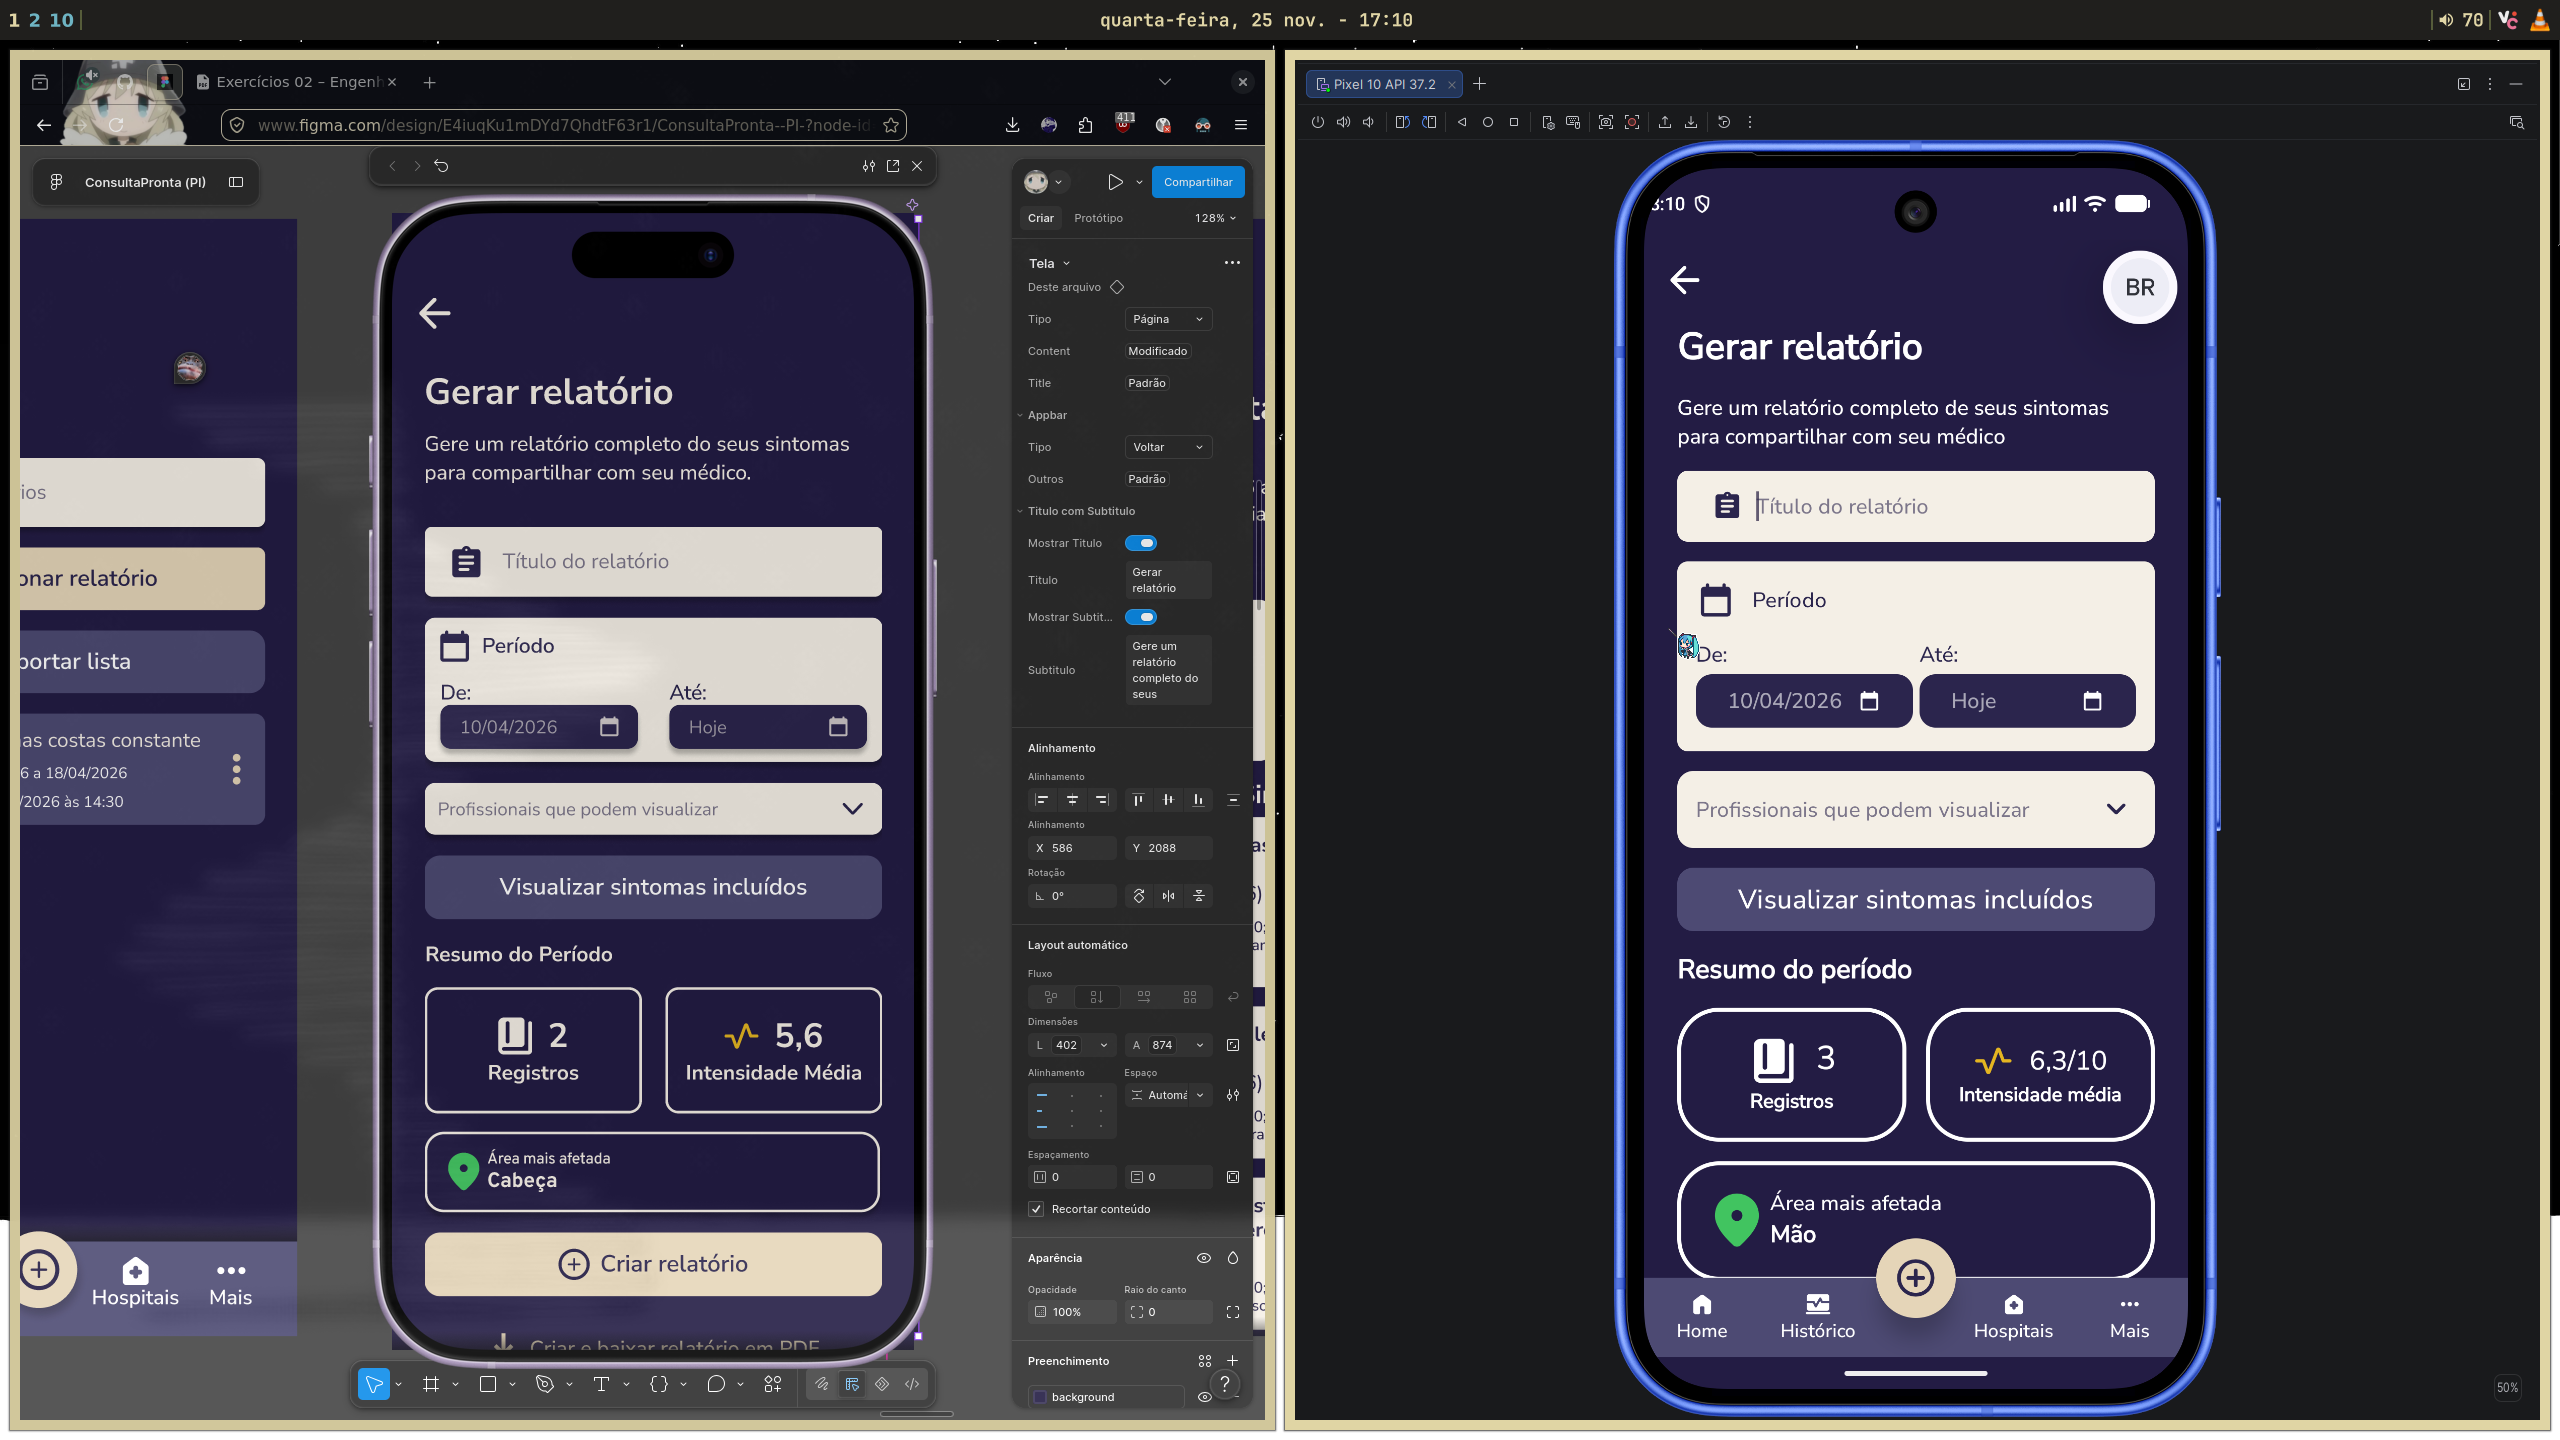 1 2 10
quarta-feira, 25 nov. - 17:10
70
Exercícios 02 – Engenh
www.figma.com/design/E4iuqKu1mDYd7QhdtF63r1/ConsultaPronta--PI-?node-id
411
ConsultaPronta (PI)
ios
onar relatório
portar lista
as costas constante
6 a 18/04/2026
/2026 às 14:30
Hospitais
Mais
Gerar relatório
Gere um relatório completo do seus sintomas
para compartilhar com seu médico.
Título do relatório
Período
De:
Até:
10/04/2026
Hoje
Profissionais que podem visualizar
Visualizar sintomas incluídos
Resumo do Período
2
Registros
5,6
Intensidade Média
Área mais afetada
Cabeça
Criar relatório
Criar e baixar relatório em PDF
Compartilhar
Criar
Protótipo
128%
Tela
Deste arquivo
Tipo
Página
Content
Modificado
Title
Padrão
Appbar
Tipo
Voltar
Outros
Padrão
Titulo com Subtitulo
Mostrar Titulo
Titulo
Gerar
relatório
Mostrar Subtit...
Subtitulo
Gere um
relatório
completo do
seus
Alinhamento
Alinhamento
Alinhamento
X 586
Y 2088
Rotação
0°
Layout automático
Fluxo
Dimensões
L 402
A 874
Alinhamento
Espaço
Automá
Espaçamento
0
0
Recortar conteúdo
Aparência
Opacidade
Raio do canto
100%
0
Preenchimento
background
?
Pixel 10 API 37.2
3:10
BR
Gerar relatório
Gere um relatório completo de seus sintomas
para compartilhar com seu médico
Título do relatório
Período
De:
Até:
10/04/2026
Hoje
Profissionais que podem visualizar
Visualizar sintomas incluídos
Resumo do período
3
Registros
6,3/10
Intensidade média
Área mais afetada
Mão
Home
Histórico
Hospitais
Mais
50%